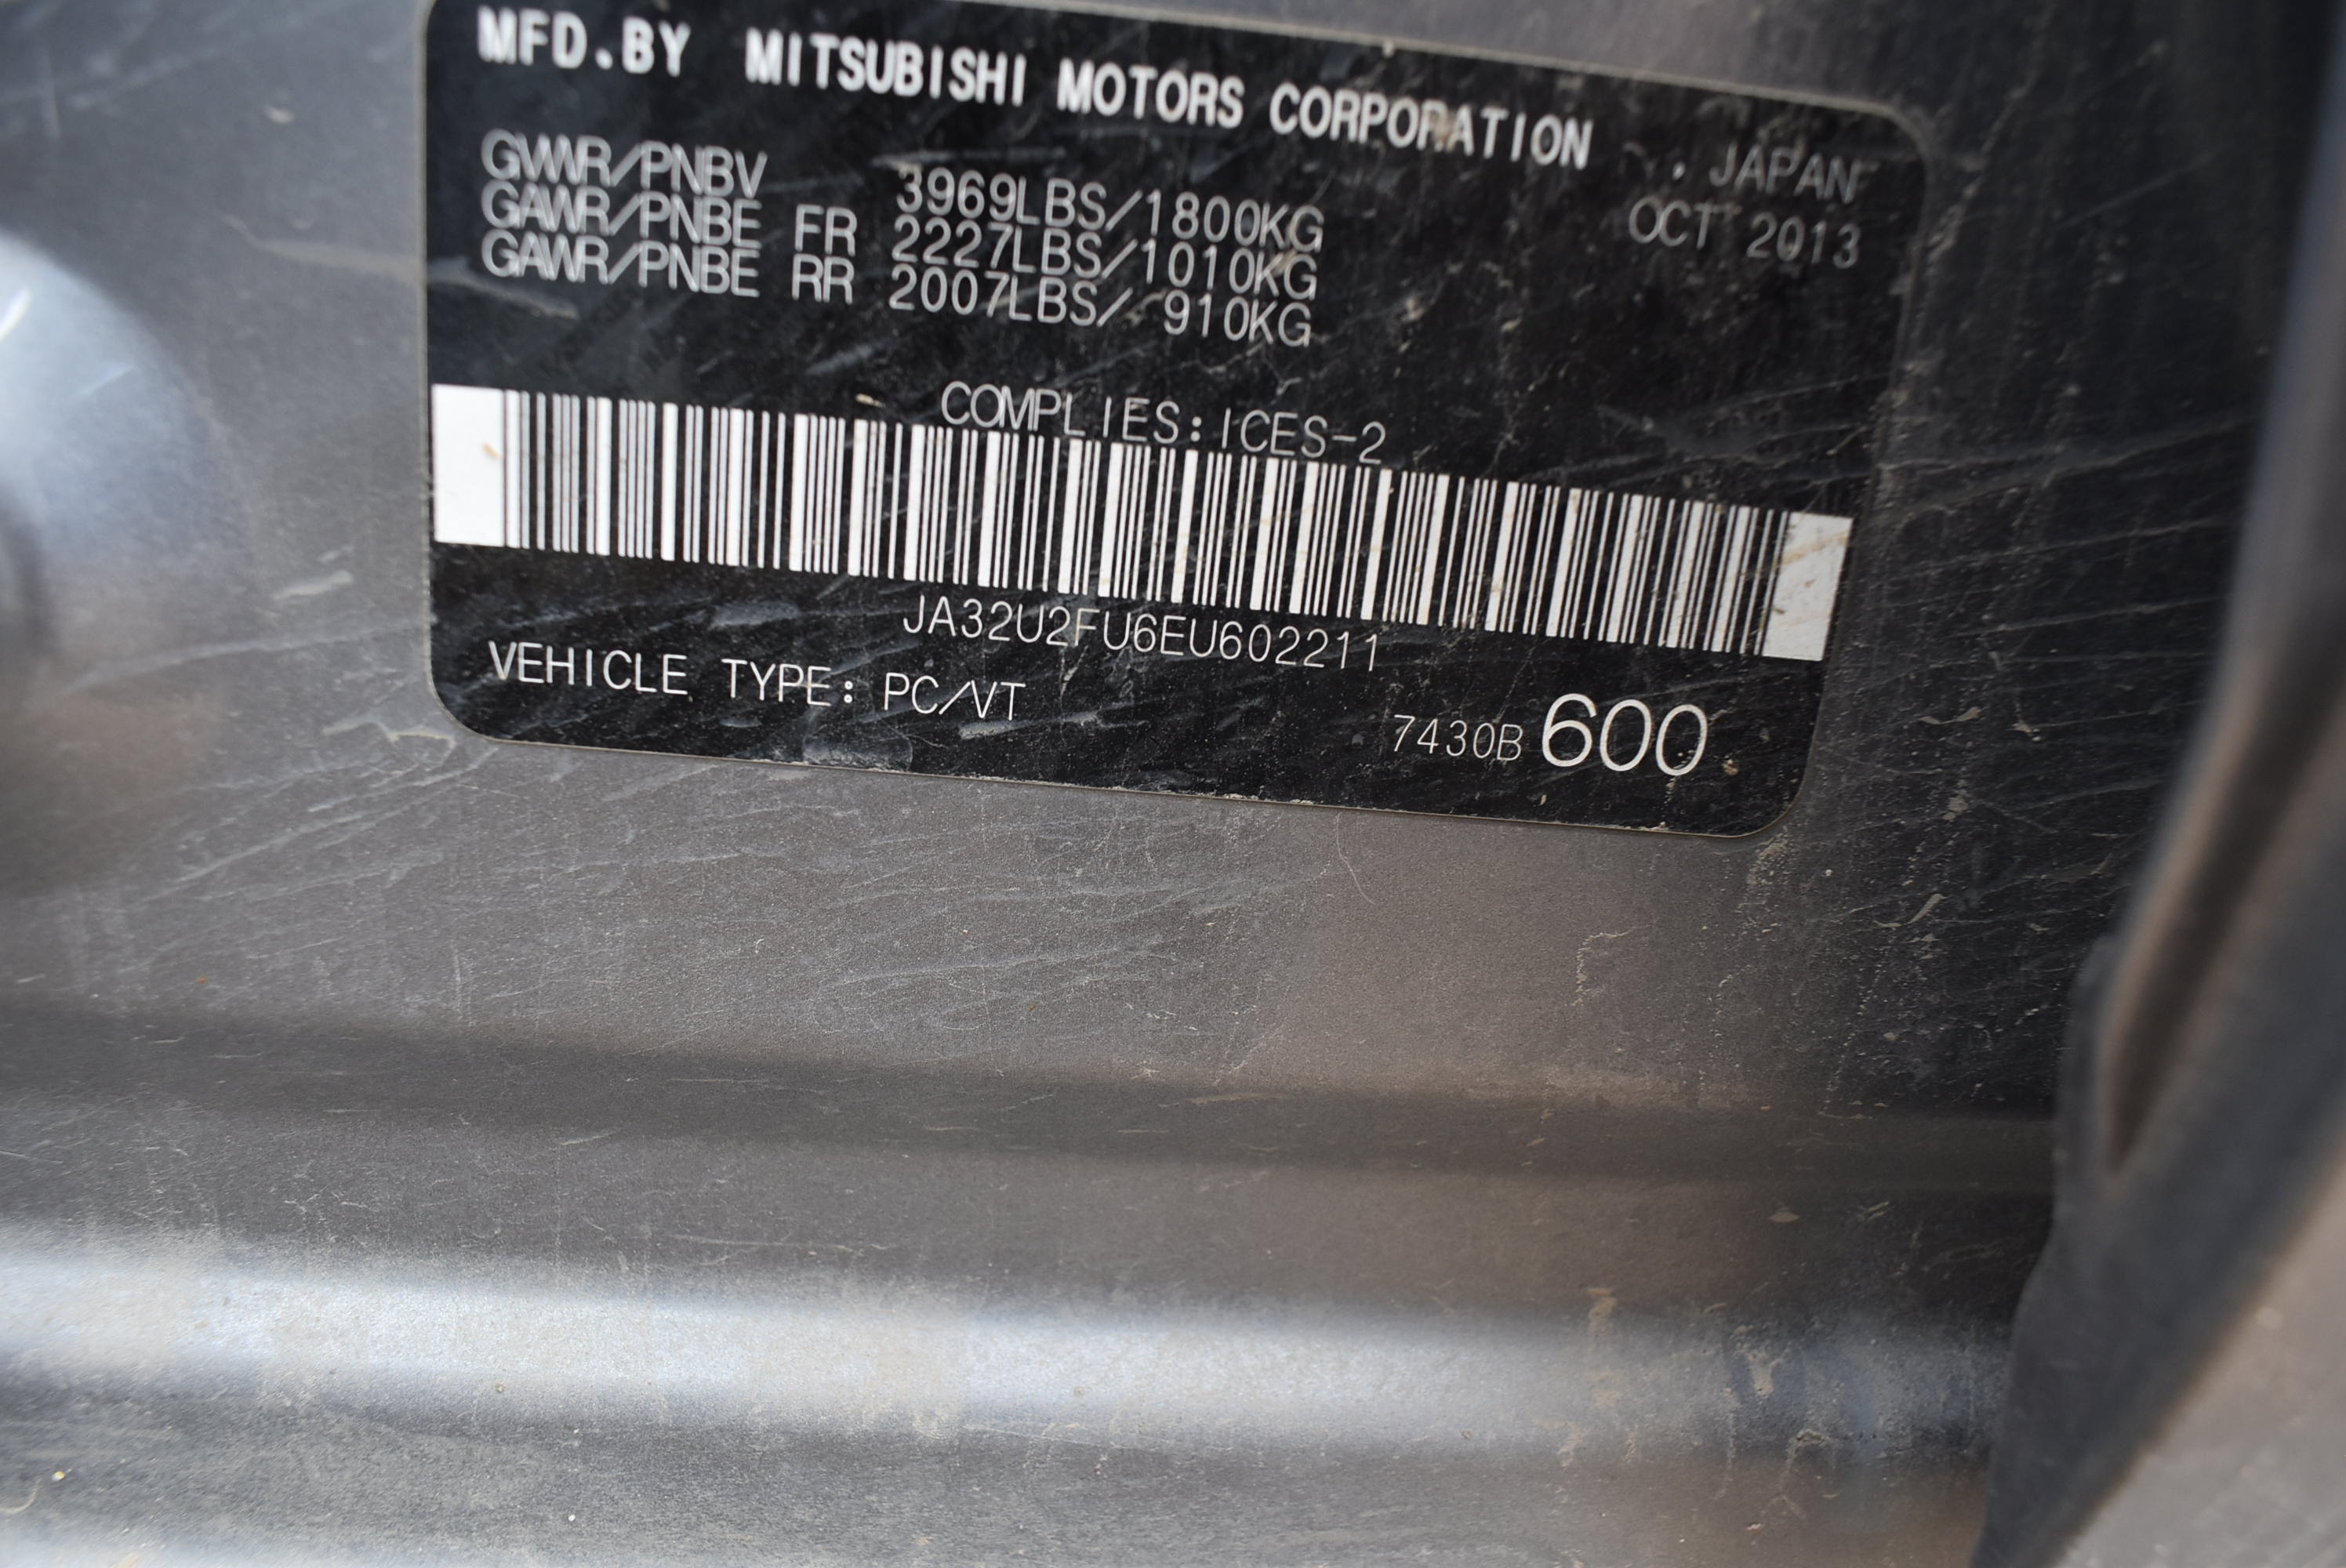 MFD.BY MITSUBISHI MOTORS CORPORATION, JAPAN
OCT 2013
GVWR/PNBV 3969LBS/1800KG
GAWR/PNBE FR 2227LBS/1010KG
GAWR/PNBE RR 2007LBS/ 910KG
COMPLIES:ICES-2
JA32U2FU6EU602211
VEHICLE TYPE: PC/VT
7430B 600